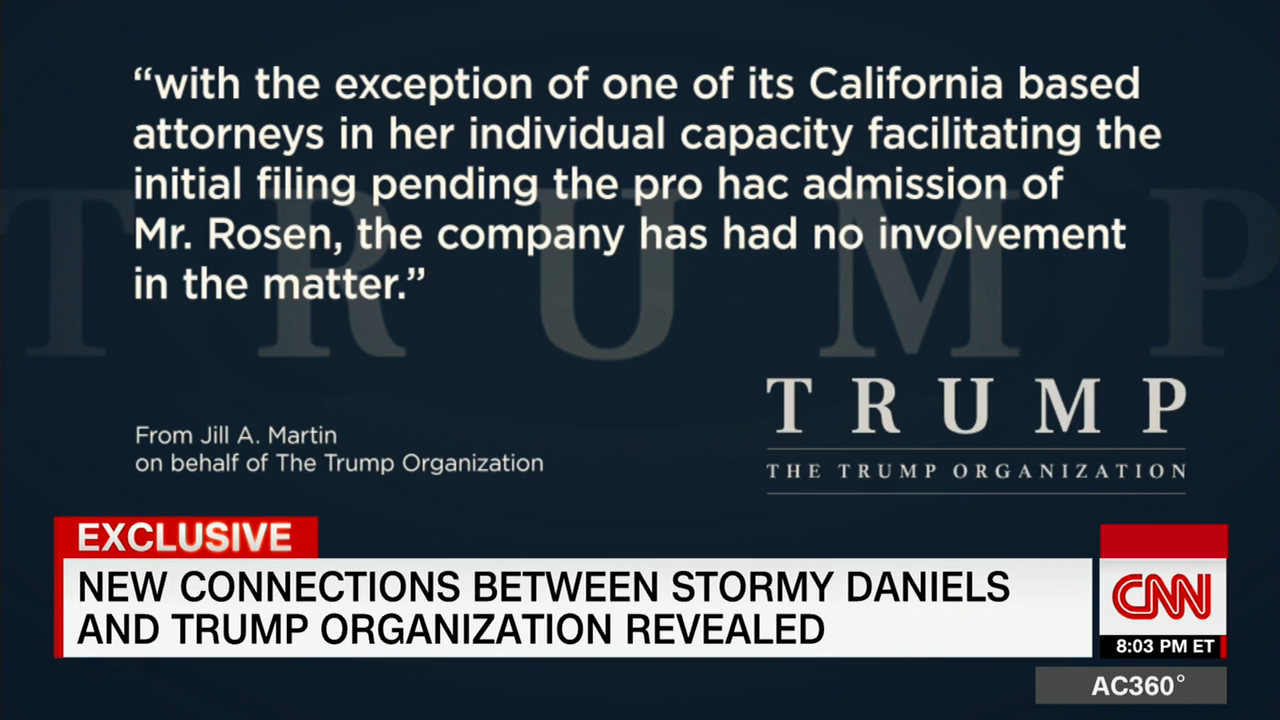 “with the exception of one of its California based
attorneys in her individual capacity facilitating the
initial filing pending the pro hac admission of
Mr. Rosen, the company has had no involvement
in the matter.”
TRUMP
From Jill A. Martin
on behalf of The Trump Organization
TRUMP
THE TRUMP ORGANIZATION
EXCLUSIVE
NEW CONNECTIONS BETWEEN STORMY DANIELS
AND TRUMP ORGANIZATION REVEALED
CNN
8:03 PM ET
AC360°